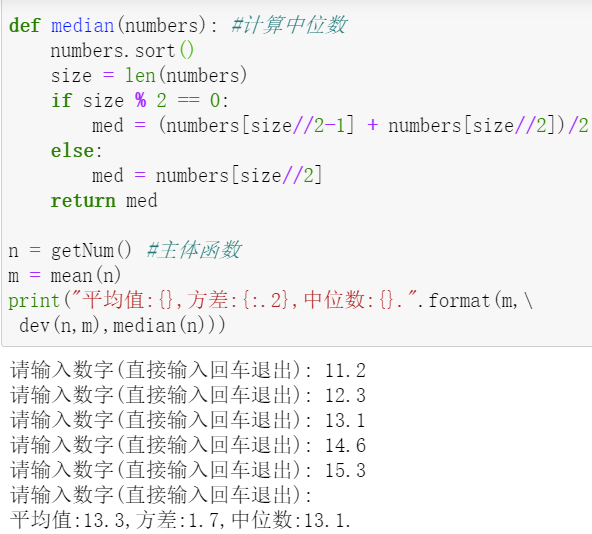 def median(numbers): #计算中位数
    numbers.sort()
    size = len(numbers)
    if size % 2 == 0:
        med = (numbers[size//2-1] + numbers[size//2])/2
    else:
        med = numbers[size//2]
    return med
n = getNum() #主体函数
m = mean(n)
print("平均值:{},方差:{:.2},中位数:{}.".format(m,\
 dev(n,m),median(n)))
请输入数字(直接输入回车退出): 11.2
请输入数字(直接输入回车退出): 12.3
请输入数字(直接输入回车退出): 13.1
请输入数字(直接输入回车退出): 14.6
请输入数字(直接输入回车退出): 15.3
请输入数字(直接输入回车退出):
平均值:13.3,方差:1.7,中位数:13.1.